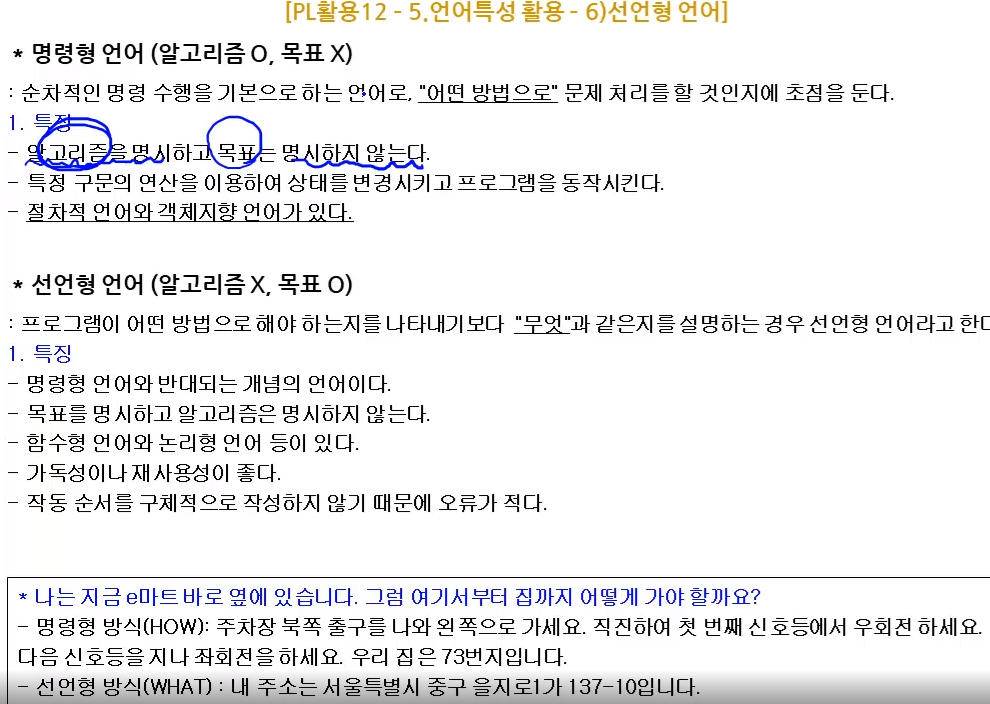 [PL활용12 - 5.언어특성 활용 - 6)선언형 언어]
* 명령형 언어 (알고리즘 O, 목표 X)
: 순차적인 명령 수행을 기본으로 하는 언어로, "어떤 방법으로" 문제 처리를 할 것인지에 초점을 둔다.
1. 특징
- 알고리즘을 명시하고 목표는 명시하지 않는다.
- 특정 구문의 연산을 이용하여 상태를 변경시키고 프로그램을 동작시킨다.
- 절차적 언어와 객체지향 언어가 있다.
* 선언형 언어 (알고리즘 X, 목표 O)
: 프로그램이 어떤 방법으로 해야 하는지를 나타내기보다 "무엇"과 같은지를 설명하는 경우 선언형 언어라고 한다
1. 특징
- 명령형 언어와 반대되는 개념의 언어이다.
- 목표를 명시하고 알고리즘은 명시하지 않는다.
- 함수형 언어와 논리형 언어 등이 있다.
- 가독성이나 재사용성이 좋다.
- 작동 순서를 구체적으로 작성하지 않기 때문에 오류가 적다.
* 나는 지금 e마트 바로 옆에 있습니다. 그럼 여기서부터 집까지 어떻게 가야 할까요?
- 명령형 방식(HOW): 주차장 북쪽 출구를 나와 왼쪽으로 가세요. 직진하여 첫 번째 신호등에서 우회전 하세요.
다음 신호등을 지나 좌회전을 하세요. 우리 집은 73번지입니다.
- 선언형 방식(WHAT) : 내 주소는 서울특별시 중구 을지로1가 137-10입니다.